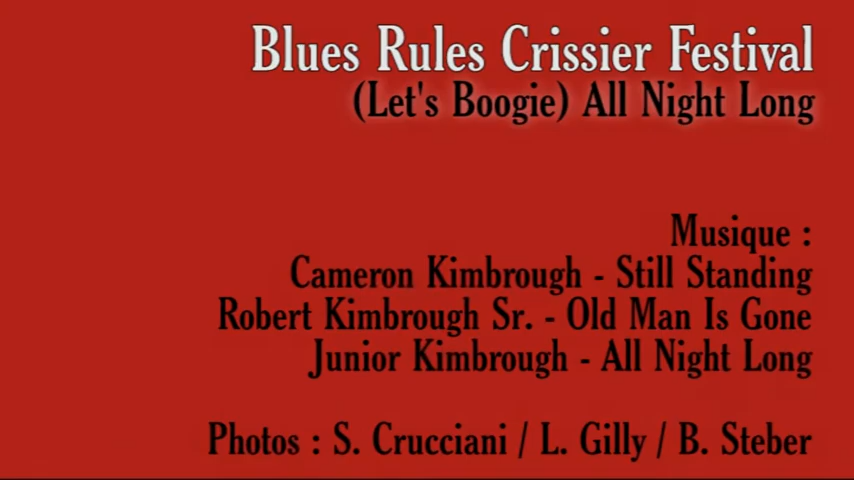 Blues Rules Crissier Festival
(Let's Boogie) All Night Long
Musique :
Cameron Kimbrough - Still Standing
Robert Kimbrough Sr. - Old Man Is Gone
Junior Kimbrough - All Night Long
Photos : S. Crucciani / L. Gilly / B. Steber